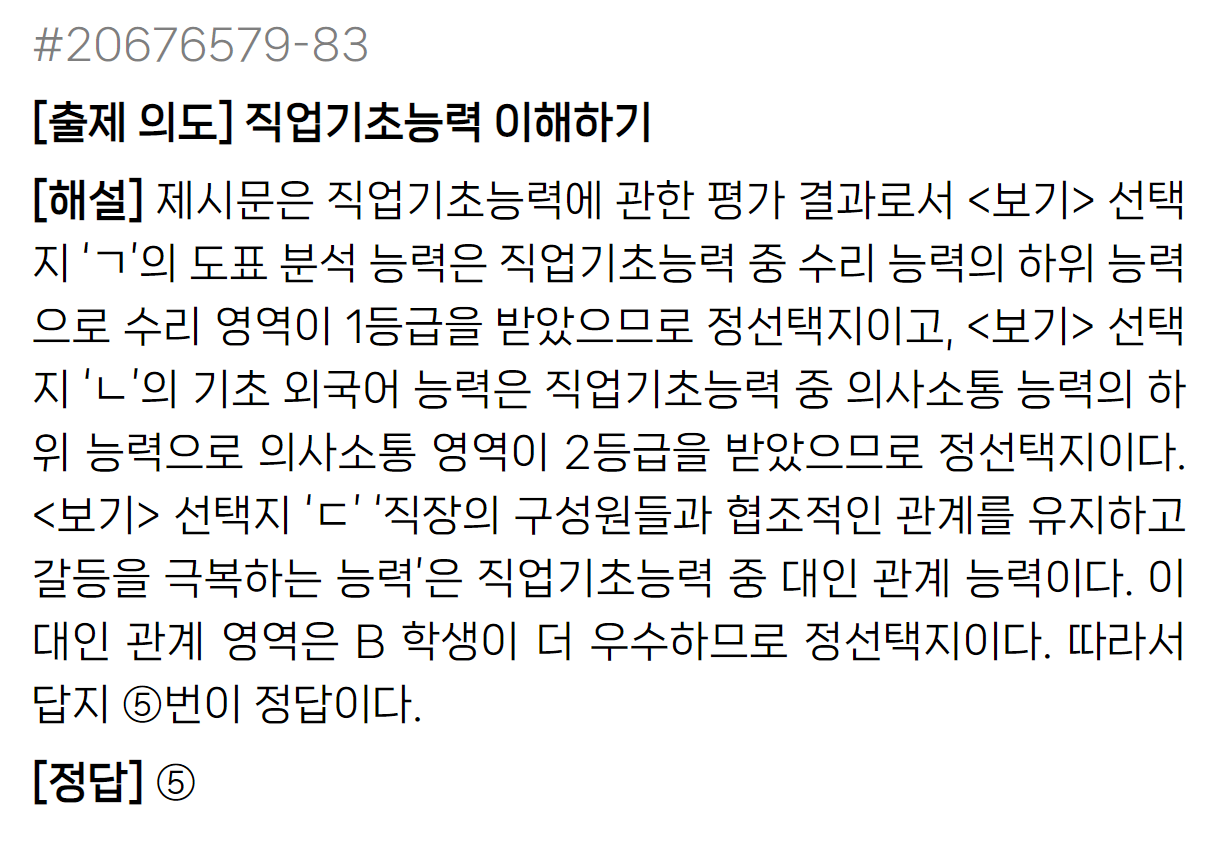 #20676579-83
[출제 의도] 직업기초능력 이해하기
[해설] 제시문은 직업기초능력에 관한 평가 결과로서 <보기> 선택
지 ‘ㄱ’의 도표 분석 능력은 직업기초능력 중 수리 능력의 하위 능력
으로 수리 영역이 1등급을 받았으므로 정선택지이고, <보기> 선택
지 ‘ㄴ’의 기초 외국어 능력은 직업기초능력 중 의사소통 능력의 하
위 능력으로 의사소통 영역이 2등급을 받았으므로 정선택지이다.
<보기> 선택지 ‘ㄷ’ ‘직장의 구성원들과 협조적인 관계를 유지하고
갈등을 극복하는 능력’은 직업기초능력 중 대인 관계 능력이다. 이
대인 관계 영역은 B 학생이 더 우수하므로 정선택지이다. 따라서
답지 ⑤번이 정답이다.
[정답] ⑤